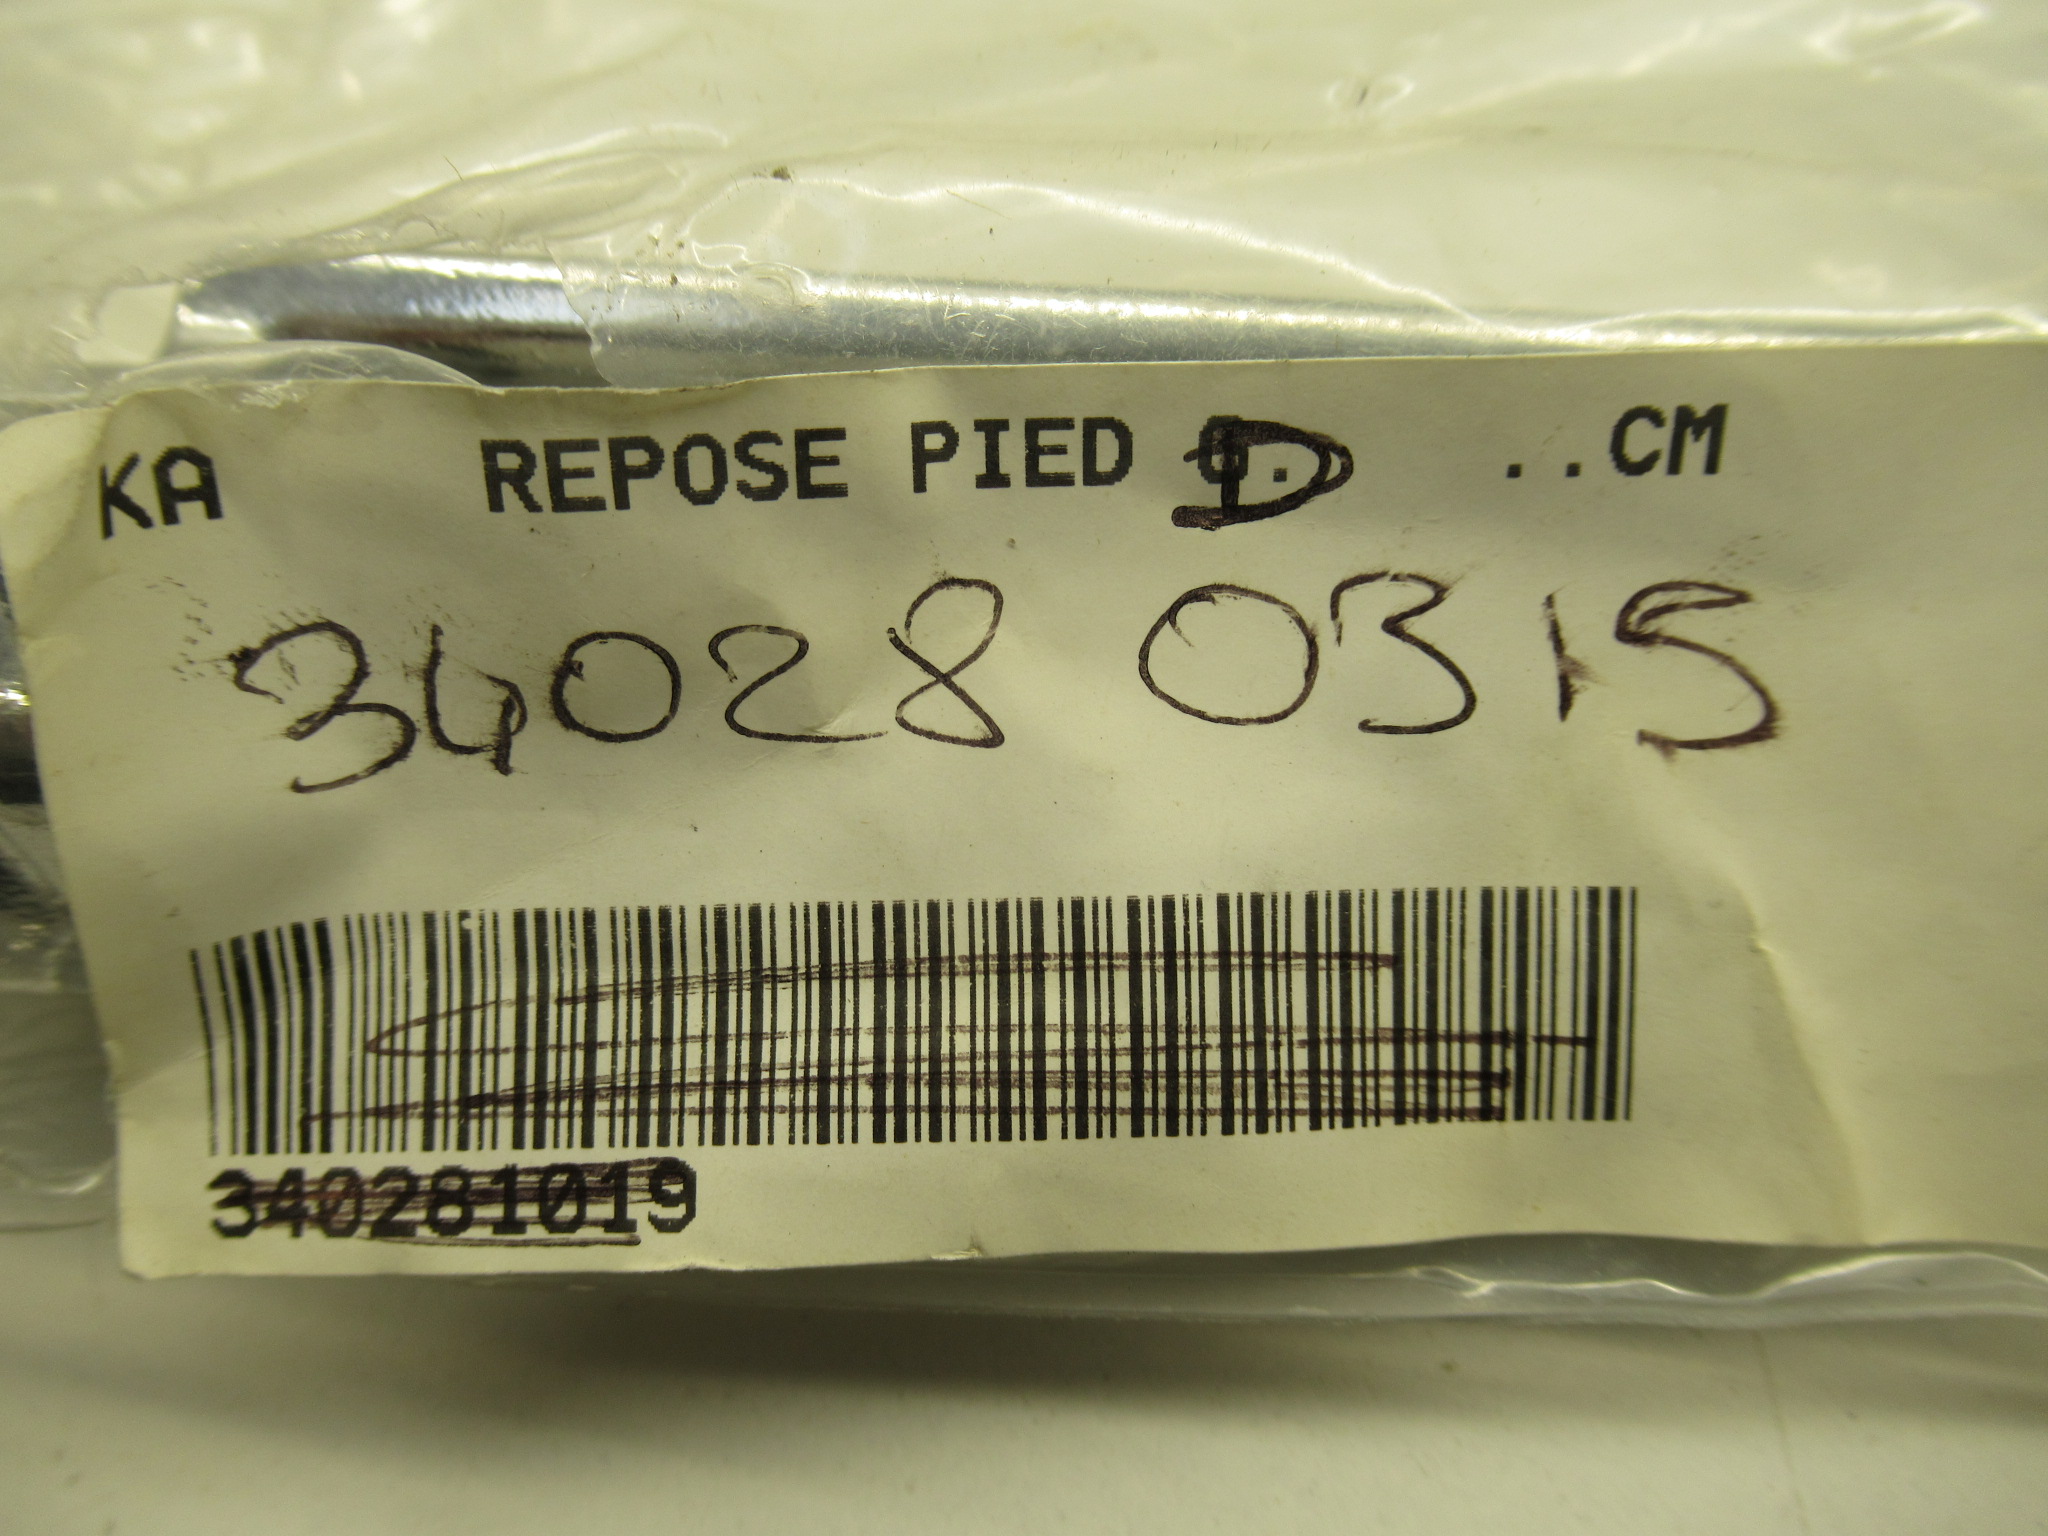 KA REPOSE PIED D ..CM
34028 0315
340281019